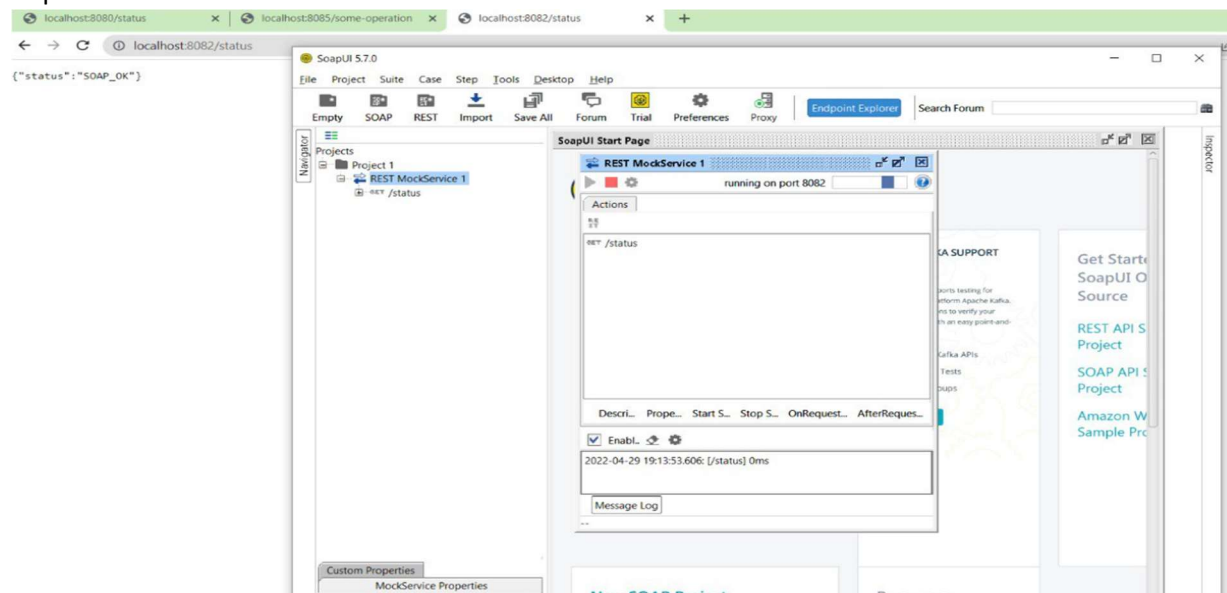 localhost:8080/status
localhost:8085/some-operation
localhost:8082/status
localhost:8082/status
{"status":"SOAP_OK"}
SoapUI 5.7.0
File Project Suite Case Step Tools Desktop Help
Empty SOAP REST Import Save All Forum Trial Preferences Proxy Endpoint Explorer Search Forum
Navigator
Projects
Project 1
REST MockService 1
GET /status
Custom Properties
MockService Properties
SoapUI Start Page
Inspector
REST MockService 1
running on port 8082
Actions
GET /status
Descri... Prope... Start S... Stop S... OnRequest... AfterReques...
Enabl...
2022-04-29 19:13:53.606: [/status] 0ms
Message Log
--
KA SUPPORT
ports testing for
atform Apache Kafka.
ns to verify your
th an easy point-and-
Kafka APIs
Tests
oups
Get Starte
SoapUI O
Source
REST API S
Project
SOAP API S
Project
Amazon W
Sample Pro